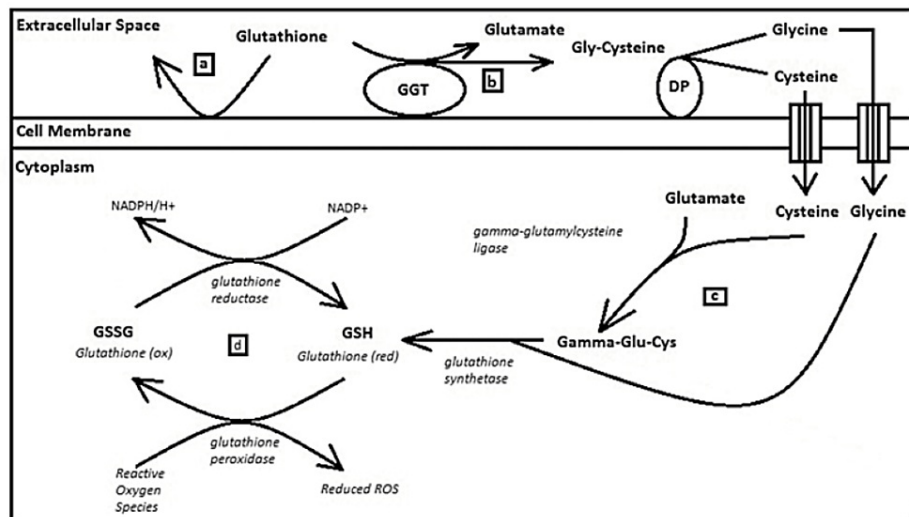 Extracellular Space
Glutathione
Glutamate
Glycine
a
Gly-Cysteine
b
Cysteine
GGT
DP
Cell Membrane
Cytoplasm
NADPH/H+
NADP+
Glutamate
Cysteine
Glycine
gamma-glutamylcysteine
ligase
glutathione
reductase
c
GSSG
d
GSH
Gamma-Glu-Cys
Glutathione (ox)
Glutathione (red)
glutathione
synthetase
glutathione
peroxidase
Reactive
Oxygen
Species
Reduced ROS